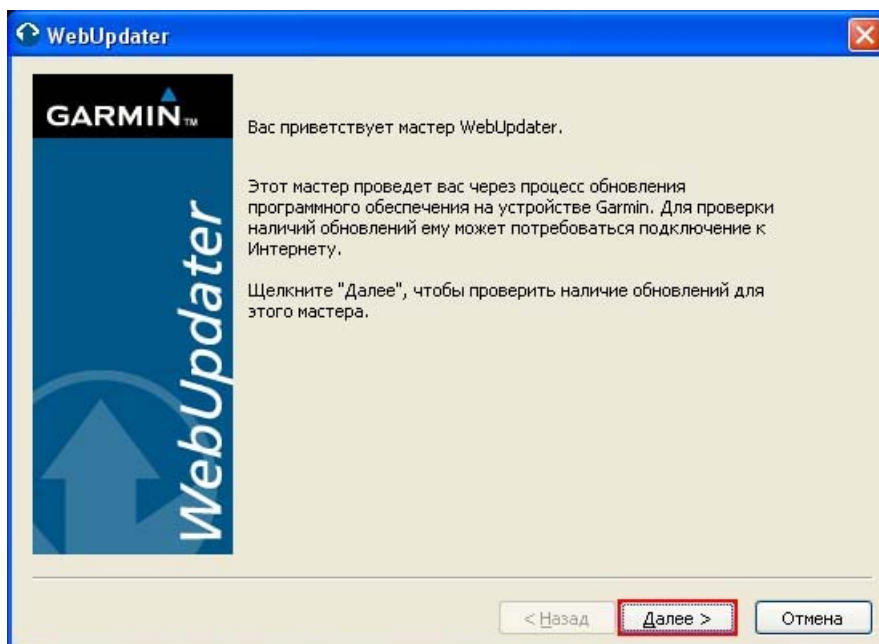 WebUpdater
GARMIN™
WebUpdater
Вас приветствует мастер WebUpdater.
Этот мастер проведет вас через процесс обновления
программного обеспечения на устройстве Garmin. Для проверки
наличий обновлений ему может потребоваться подключение к
Интернету.
Щелкните "Далее", чтобы проверить наличие обновлений для
этого мастера.
< Назад
Далее >
Отмена